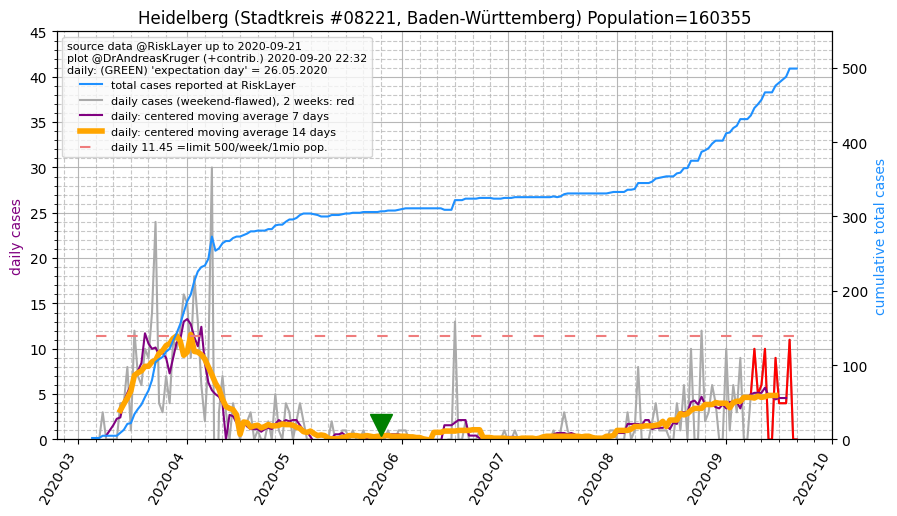 Heidelberg (Stadtkreis #08221, Baden-Württemberg) Population=160355
source data @RiskLayer up to 2020-09-21
plot @DrAndreasKruger (+contrib.) 2020-09-20 22:32
daily: (GREEN) 'expectation day' = 26.05.2020
total cases reported at RiskLayer
daily cases (weekend-flawed), 2 weeks: red
daily: centered moving average 7 days
daily: centered moving average 14 days
daily 11.45 =limit 500/week/1mio pop.
daily cases
45
40
35
30
25
20
15
10
5
0
500
400
300
200
100
0
cumulative total cases
2020-03
2020-04
2020-05
2020-06
2020-07
2020-08
2020-09
2020-10